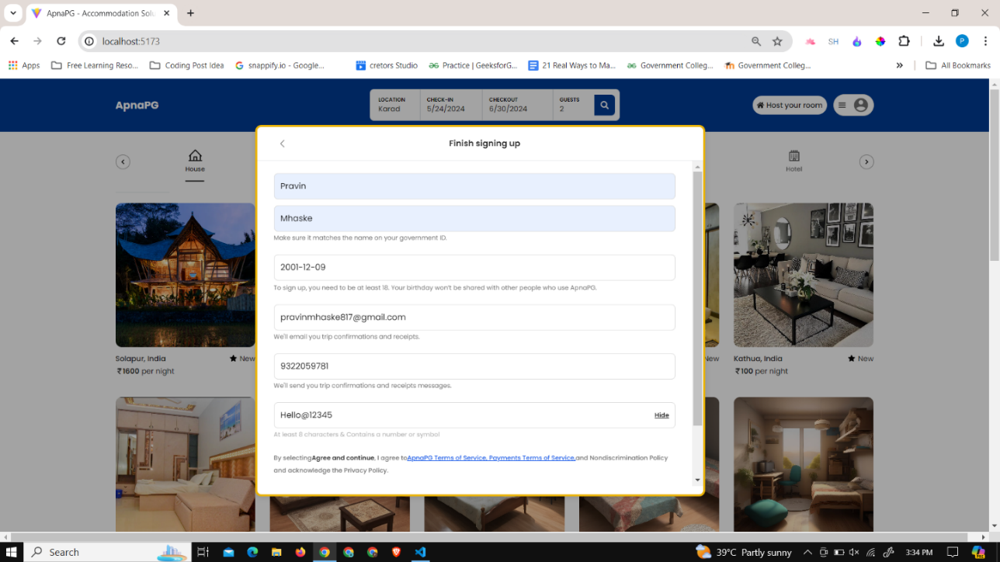 ApnaPG - Accommodation Solu
localhost:5173
Apps Free Learning Reso... Coding Post Idea snappify.io - Google... cretors Studio Practice | GeeksforG... 21 Real Ways to Ma... Government Colleg... Government Colleg... » All Bookmarks
SH
P
ApnaPG
LOCATION CHECK-IN CHECKOUT GUESTS
Karad 5/24/2024 6/30/2024 2
Host your room
Finish signing up
House
Hotel
Pravin
Mhaske
Make sure it matches the name on your government ID.
2001-12-09
To sign up, you need to be at least 18. Your birthday won't be shared with other people who use ApnaPG.
pravinmhaske817@gmail.com
We'll email you trip confirmations and receipts.
9322059781
We'll send you trip confirmations and receipts messages.
Hello@12345 Hide
At least 8 characters & Contains a number or symbol
By selectingAgree and continue, I agree toApnaPG Terms of Service, Payments Terms of Service,and Nondiscrimination Policy
and acknowledge the Privacy Policy.
Solapur, India New
₹1600 per night
New
Kathua, India New
₹100 per night
Search
39°C Partly sunny
3:34 PM